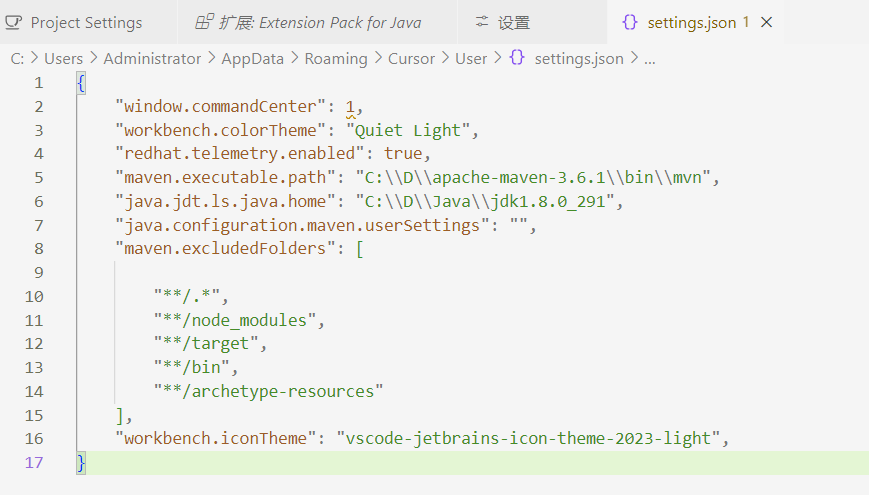 Project Settings 扩展: Extension Pack for Java 设置 {} settings.json 1 ×
C: > Users > Administrator > AppData > Roaming > Cursor > User > {} settings.json > ...
1 {
2 "window.commandCenter": 1,
3 "workbench.colorTheme": "Quiet Light",
4 "redhat.telemetry.enabled": true,
5 "maven.executable.path": "C:\\D\\apache-maven-3.6.1\\bin\\mvn",
6 "java.jdt.ls.java.home": "C:\\D\\Java\\jdk1.8.0_291",
7 "java.configuration.maven.userSettings": "",
8 "maven.excludedFolders": [
9
10 "**/.*",
11 "**/node_modules",
12 "**/target",
13 "**/bin",
14 "**/archetype-resources"
15 ],
16 "workbench.iconTheme": "vscode-jetbrains-icon-theme-2023-light",
17 }